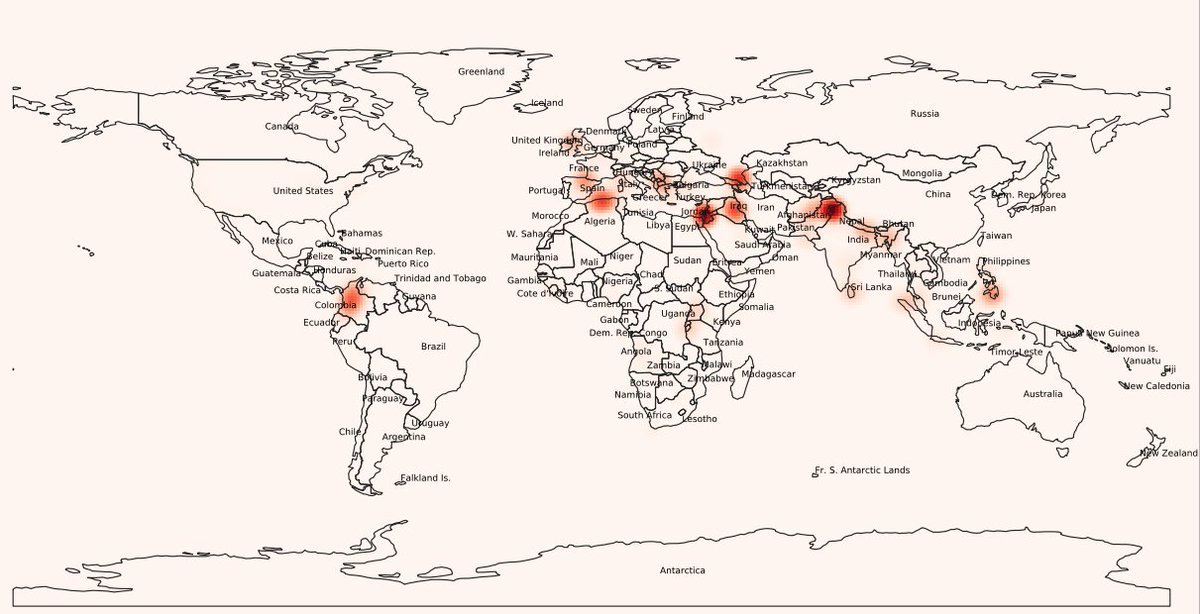 Greenland
Iceland
Canada
Sweden
Finland
Russia
Denmark
Latvia
United Kingdom
Ireland
Germany
Poland
Ukraine
Kazakhstan
Mongolia
France
Hungary
Kyrgyzstan
United States
Portugal
Spain
Italy
Bulgaria
Turkmenistan
China
Dem. Rep. Korea
Greece
Turkey
Japan
Morocco
Algeria
Tunisia
Libya
Egypt
Jordan
Iraq
Iran
Afghanistan
Pakistan
Nepal
Bhutan
W. Sahara
Kuwait
Taiwan
Mexico
Bahamas
Cuba
Haiti
Dominican Rep.
Belize
Puerto Rico
Guatemala
Honduras
Trinidad and Tobago
Costa Rica
Guyana
Colombia
Ecuador
Mauritania
Mali
Niger
Chad
Sudan
Eritrea
Saudi Arabia
Oman
Yemen
India
Myanmar
Vietnam
Philippines
Thailand
Gambia
Cote d'Ivoire
Nigeria
S. Sudan
Ethiopia
Somalia
Sri Lanka
Cambodia
Brunei
Cameroon
Gabon
Uganda
Kenya
Dem. Rep. Congo
Tanzania
Indonesia
Papua New Guinea
Peru
Brazil
Angola
Zambia
Malawi
Timor-Leste
Solomon Is.
Vanuatu
Fiji
Bolivia
Botswana
Zimbabwe
Madagascar
New Caledonia
Paraguay
Namibia
Australia
South Africa
Lesotho
Uruguay
Chile
Argentina
New Zealand
Falkland Is.
Fr. S. Antarctic Lands
Antarctica